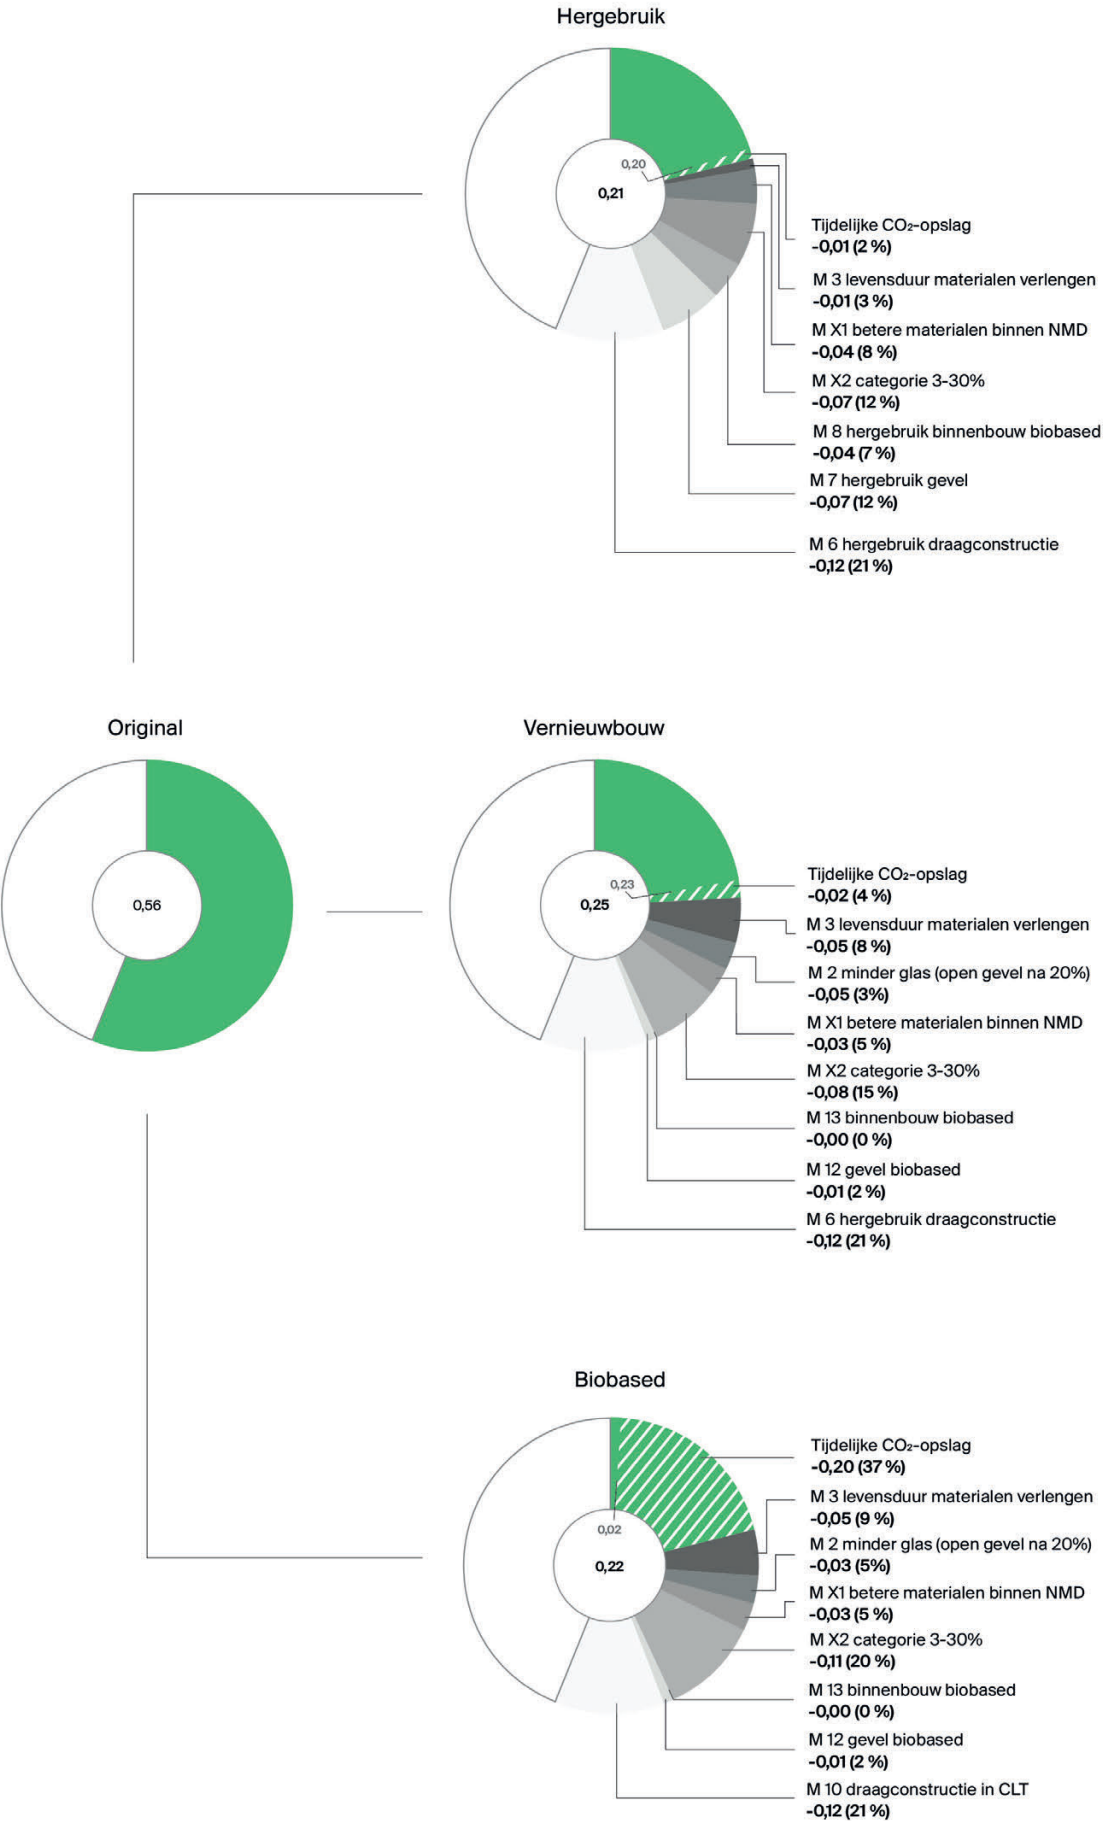 Hergebruik
0,20
0,21
Tijdelijke CO₂-opslag
-0,01 (2 %)
M 3 levensduur materialen verlengen
-0,01 (3 %)
M X1 betere materialen binnen NMD
-0,04 (8 %)
M X2 categorie 3-30%
-0,07 (12 %)
M 8 hergebruik binnenbouw biobased
-0,04 (7 %)
M 7 hergebruik gevel
-0,07 (12 %)
M 6 hergebruik draagconstructie
-0,12 (21 %)
Original
0,56
Vernieuwbouw
0,23
0,25
Tijdelijke CO₂-opslag
-0,02 (4 %)
M 3 levensduur materialen verlengen
-0,05 (8 %)
M 2 minder glas (open gevel na 20%)
-0,05 (3%)
M X1 betere materialen binnen NMD
-0,03 (5 %)
M X2 categorie 3-30%
-0,08 (15 %)
M 13 binnenbouw biobased
-0,00 (0 %)
M 12 gevel biobased
-0,01 (2 %)
M 6 hergebruik draagconstructie
-0,12 (21 %)
Biobased
0,02
0,22
Tijdelijke CO₂-opslag
-0,20 (37 %)
M 3 levensduur materialen verlengen
-0,05 (9 %)
M 2 minder glas (open gevel na 20%)
-0,03 (5%)
M X1 betere materialen binnen NMD
-0,03 (5 %)
M X2 categorie 3-30%
-0,11 (20 %)
M 13 binnenbouw biobased
-0,00 (0 %)
M 12 gevel biobased
-0,01 (2 %)
M 10 draagconstructie in CLT
-0,12 (21 %)